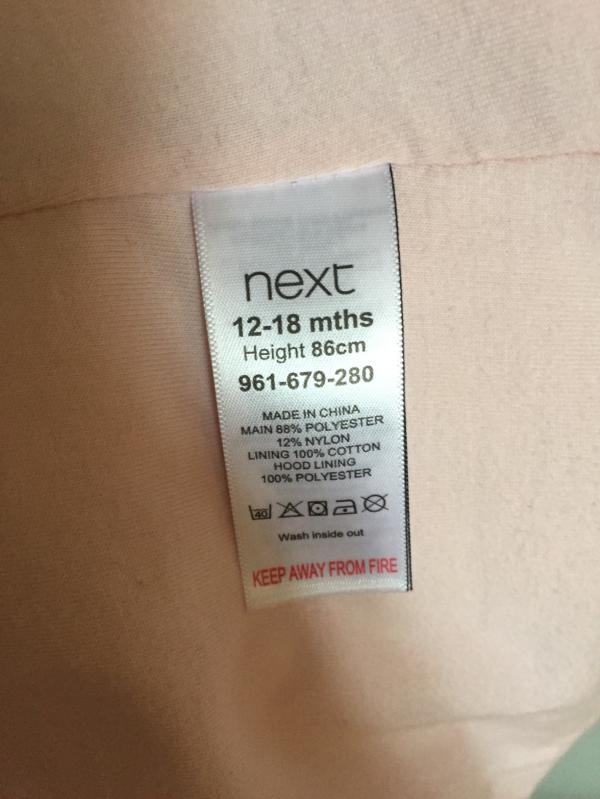 next
12-18 mths
Height 86cm
961-679-280
MADE IN CHINA
MAIN 88% POLYESTER
12% NYLON
LINING 100% COTTON
HOOD LINING
100% POLYESTER
40
Wash inside out
KEEP AWAY FROM FIRE